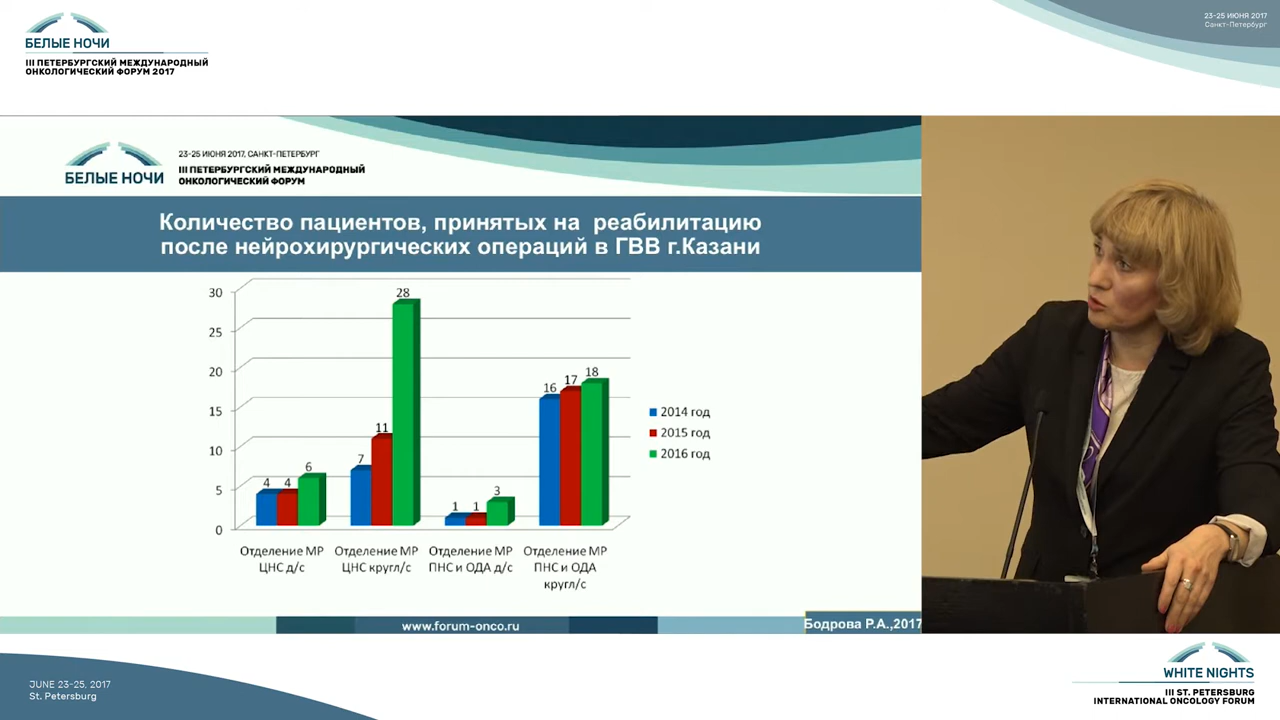 БЕЛЫЕ НОЧИ
III ПЕТЕРБУРГСКИЙ МЕЖДУНАРОДНЫЙ
ОНКОЛОГИЧЕСКИЙ ФОРУМ 2017
23-25 ИЮНЯ 2017
Санкт-Петербург
БЕЛЫЕ НОЧИ
23-25 ИЮНЯ 2017, САНКТ-ПЕТЕРБУРГ
III ПЕТЕРБУРГСКИЙ МЕЖДУНАРОДНЫЙ
ОНКОЛОГИЧЕСКИЙ ФОРУМ
Количество пациентов, принятых на реабилитацию
после нейрохирургических операций в ГВВ г.Казани
30
25
20
15
10
5
0
4
4
6
7
11
28
1
1
3
16
17
18
Отделение МР
ЦНС д/с
Отделение МР
ЦНС кругл/с
Отделение МР
ПНС и ОДА д/с
Отделение МР
ПНС и ОДА
кругл/с
2014 год
2015 год
2016 год
www.forum-onco.ru
Бодрова Р.А.,2017
JUNE 23-25, 2017
St. Petersburg
WHITE NIGHTS
III ST. PETERSBURG
INTERNATIONAL ONCOLOGY FORUM